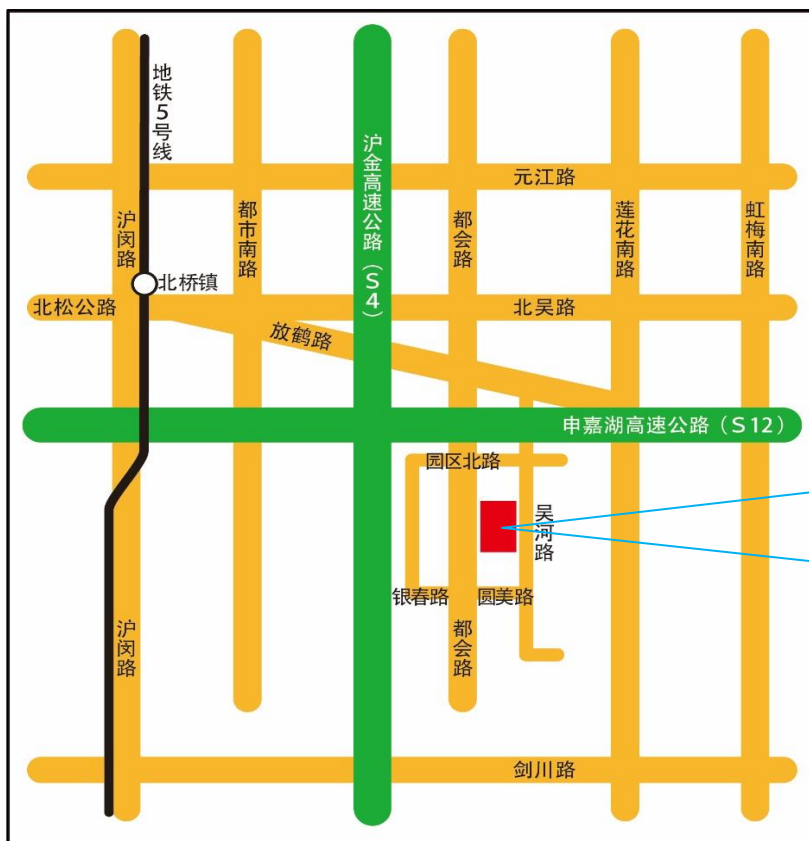 地铁5号线
沪金高速公路（S4）
元江路
沪闵路
都市南路
都会路
莲花南路
虹梅南路
北桥镇
北松公路
北吴路
放鹤路
申嘉湖高速公路（S12）
园区北路
吴河路
银春路
圆美路
沪闵路
都会路
剑川路